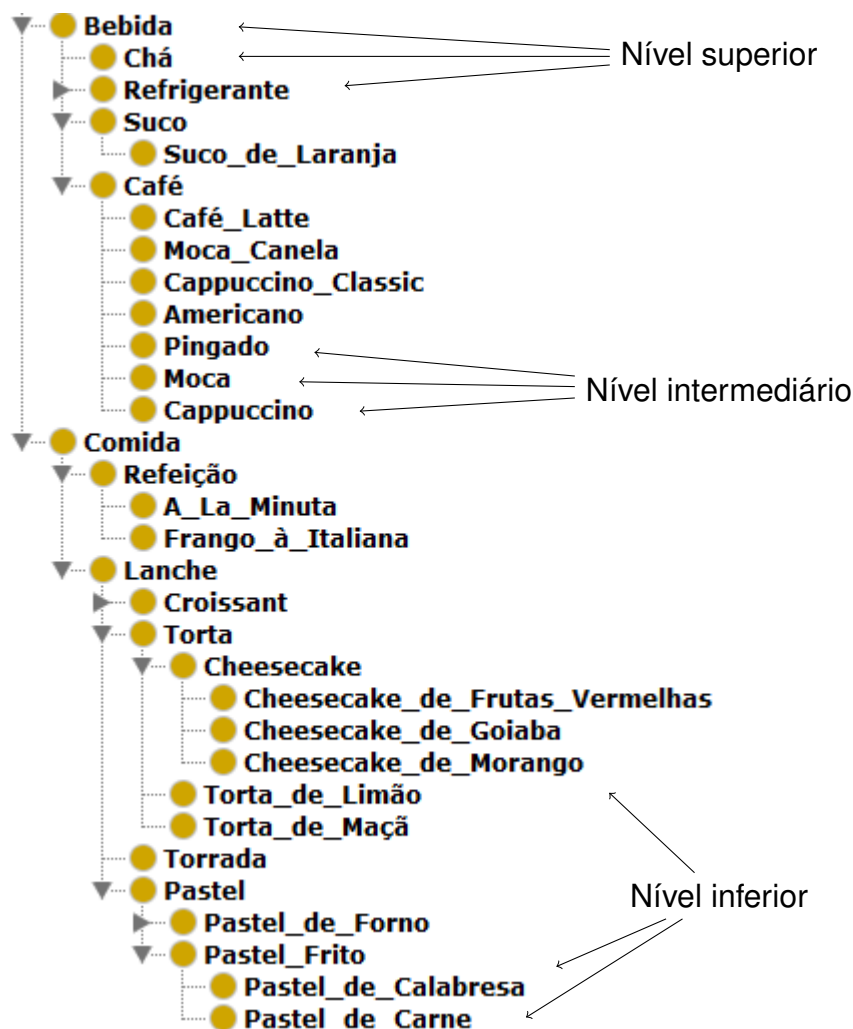 Bebida
Nível superior
Chá
Refrigerante
Suco
Suco_de_Laranja
Café
Café_Latte
Moca_Canela
Cappuccino_Classic
Americano
Pingado
Moca
Nível intermediário
Cappuccino
Comida
Refeição
A_La_Minuta
Frango_à_Italiana
Lanche
Croissant
Torta
Cheesecake
Cheesecake_de_Frutas_Vermelhas
Cheesecake_de_Goiaba
Cheesecake_de_Morango
Torta_de_Limão
Torta_de_Maçã
Torrada
Pastel
Nível inferior
Pastel_de_Forno
Pastel_Frito
Pastel_de_Calabresa
Pastel_de_Carne